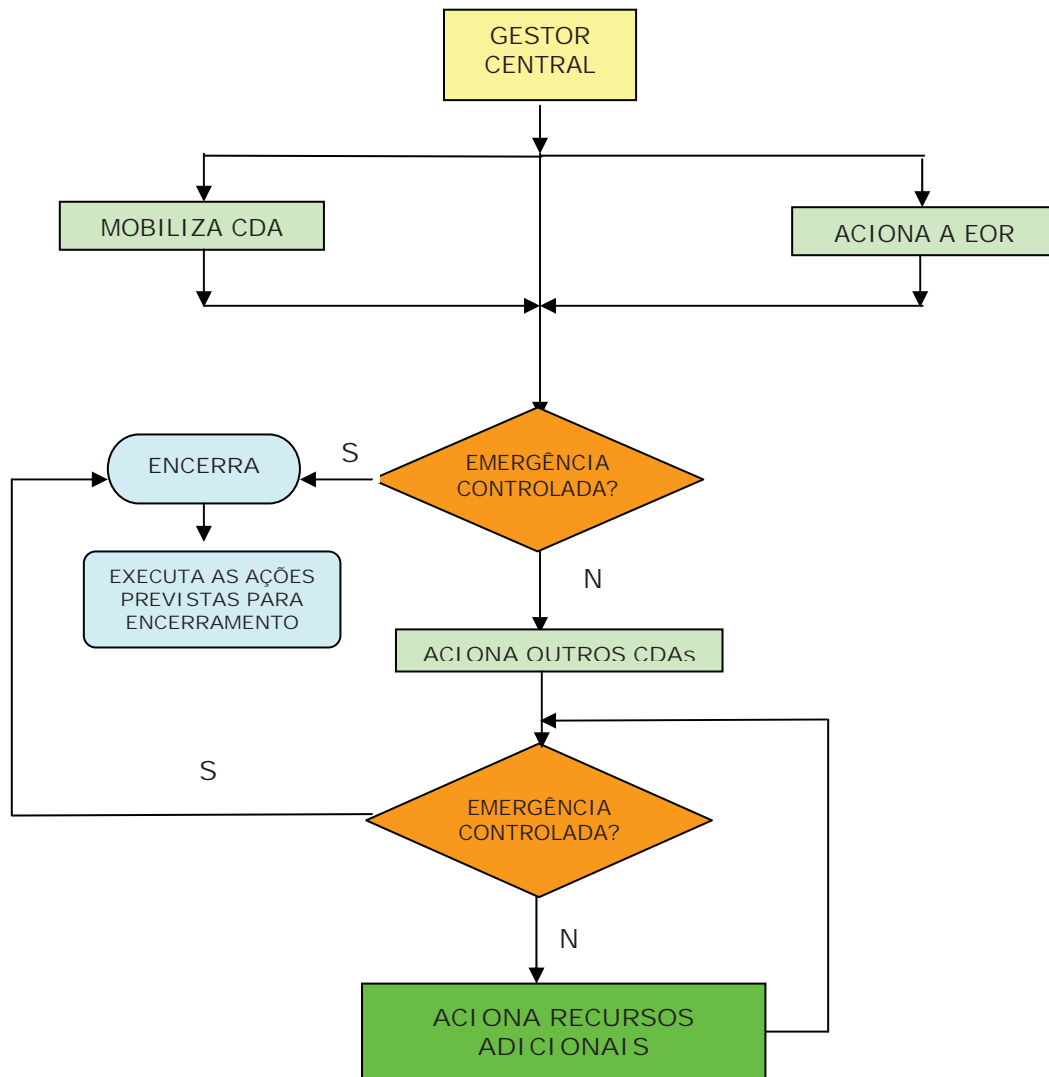 GESTOR
CENTRAL
MOBILIZA CDA
ACIONA A EOR
EMERGÊNCIA
CONTROLADA?
S
ENCERRA
EXECUTA AS AÇÕES
PREVISTAS PARA
ENCERRAMENTO
N
ACIONA OUTROS CDAs
EMERGÊNCIA
CONTROLADA?
S
N
ACIONA RECURSOS
ADICIONAIS